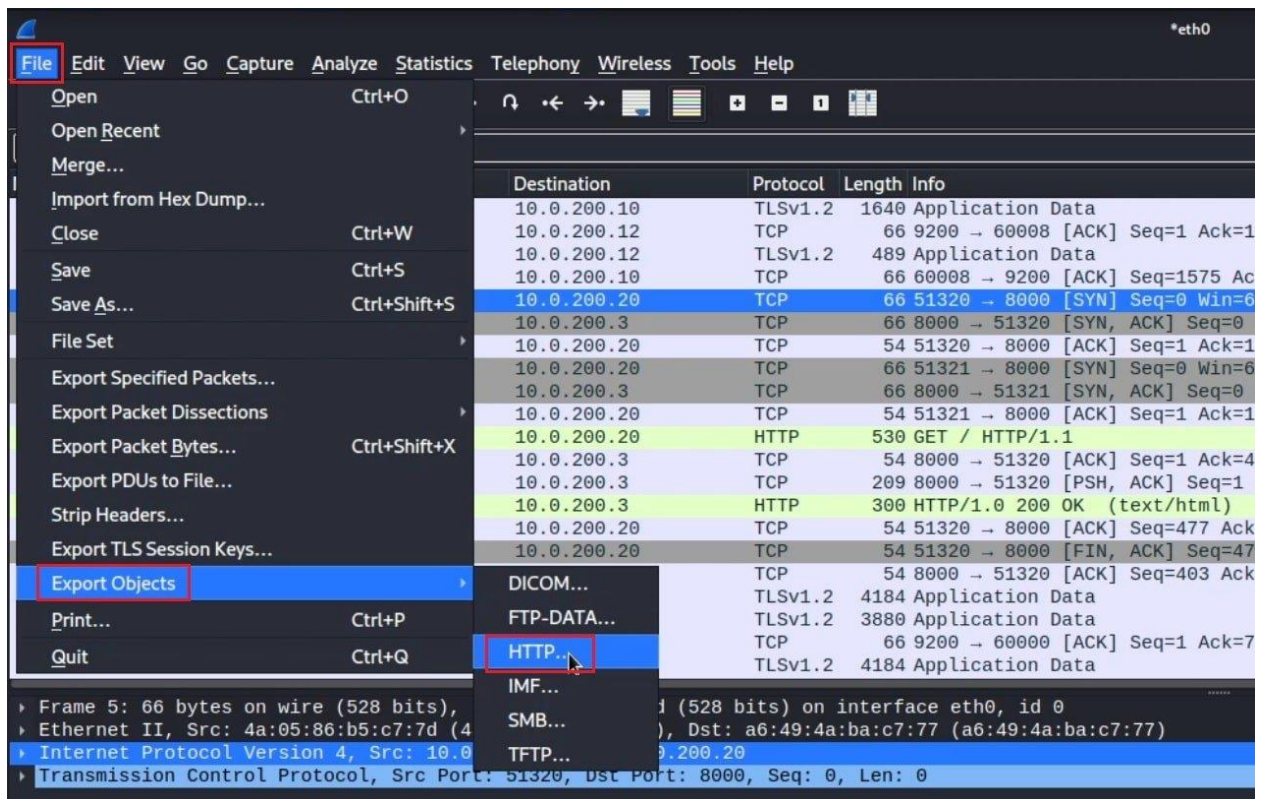 *eth0
File Edit View Go Capture Analyze Statistics Telephony Wireless Tools Help
Open Ctrl+O
Open Recent
Merge...
Import from Hex Dump...
Close Ctrl+W
Save Ctrl+S
Save As... Ctrl+Shift+S
File Set
Export Specified Packets...
Export Packet Dissections
Export Packet Bytes... Ctrl+Shift+X
Export PDUs to File...
Strip Headers...
Export TLS Session Keys...
Export Objects
Print... Ctrl+P
Quit Ctrl+Q
DICOM...
FTP-DATA...
HTTP...
IMF...
SMB...
TFTP...
Destination Protocol Length Info
10.0.200.10 TLSv1.2 1640 Application Data
10.0.200.12 TCP 66 9200 → 60008 [ACK] Seq=1 Ack=1
10.0.200.12 TLSv1.2 489 Application Data
10.0.200.10 TCP 66 60008 → 9200 [ACK] Seq=1575 Ac
10.0.200.20 TCP 66 51320 → 8000 [SYN] Seq=0 Win=6
10.0.200.3 TCP 66 8000 → 51320 [SYN, ACK] Seq=0
10.0.200.20 TCP 54 51320 → 8000 [ACK] Seq=1 Ack=1
10.0.200.20 TCP 66 51321 → 8000 [SYN] Seq=0 Win=6
10.0.200.3 TCP 66 8000 → 51321 [SYN, ACK] Seq=0
10.0.200.20 TCP 54 51321 → 8000 [ACK] Seq=1 Ack=1
10.0.200.20 HTTP 530 GET / HTTP/1.1
10.0.200.3 TCP 54 8000 → 51320 [ACK] Seq=1 Ack=4
10.0.200.3 TCP 209 8000 → 51320 [PSH, ACK] Seq=1
10.0.200.3 HTTP 300 HTTP/1.0 200 OK (text/html)
10.0.200.20 TCP 54 51320 → 8000 [ACK] Seq=477 Ack
10.0.200.20 TCP 54 51320 → 8000 [FIN, ACK] Seq=47
TCP 54 8000 → 51320 [ACK] Seq=403 Ack
TLSv1.2 4184 Application Data
TLSv1.2 3880 Application Data
TCP 66 9200 → 60000 [ACK] Seq=1 Ack=7
TLSv1.2 4184 Application Data
Frame 5: 66 bytes on wire (528 bits), (528 bits) on interface eth0, id 0
Ethernet II, Src: 4a:05:86:b5:c7:7d (4 ), Dst: a6:49:4a:ba:c7:77 (a6:49:4a:ba:c7:77)
Internet Protocol Version 4, Src: 10.0 .200.20
Transmission Control Protocol, Src Port: 51320, Dst Port: 8000, Seq: 0, Len: 0